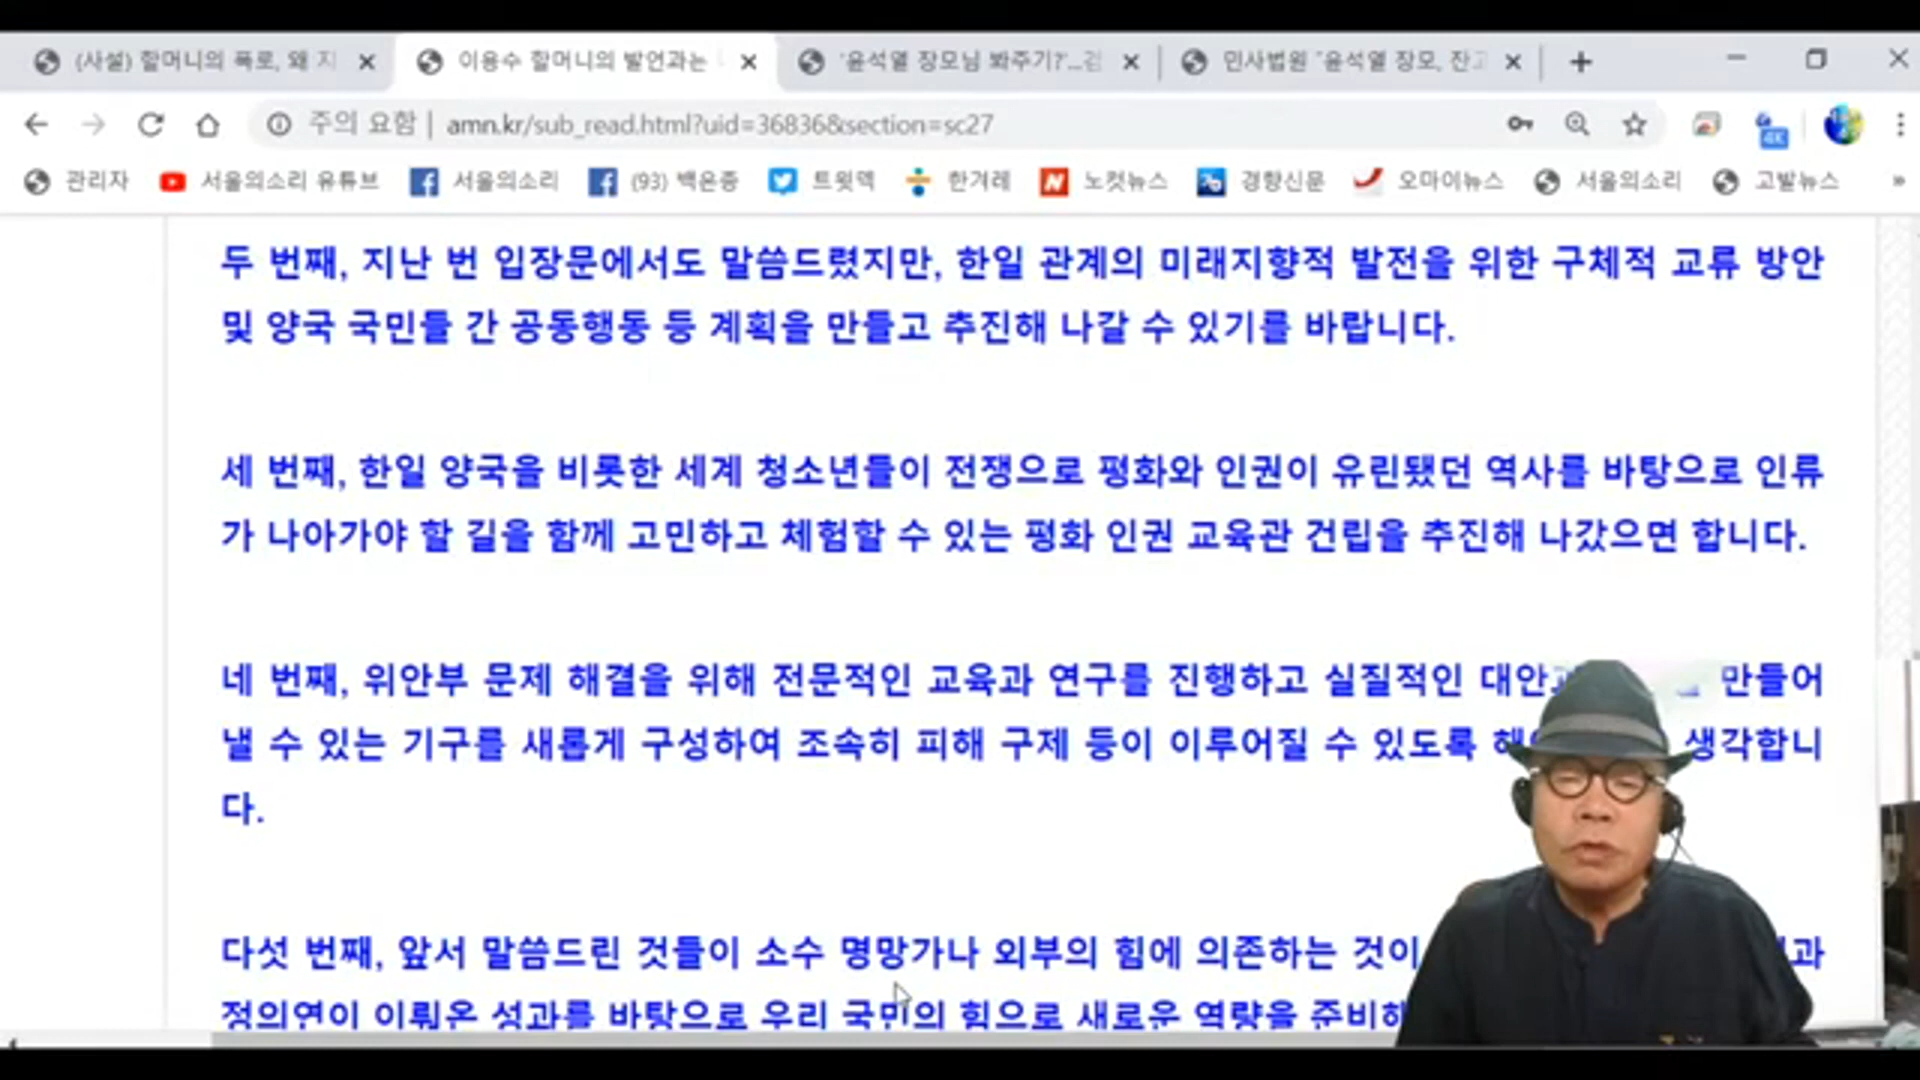 (사설) 할머니의 폭로, 왜 지
이용수 할머니의 발언과는
'윤석열 장모님 봐주기?'...검
민사법원 "윤석열 장모, 잔고
주의 요함 | amn.kr/sub_read.html?uid=36836&section=sc27
관리자 서울의소리 유튜브 서울의소리 (93) 백은종 트윗덱 한겨레 노컷뉴스 경향신문 오마이뉴스 서울의소리 고발뉴스 »
두 번째, 지난 번 입장문에서도 말씀드렸지만, 한일 관계의 미래지향적 발전을 위한 구체적 교류 방안
및 양국 국민들 간 공동행동 등 계획을 만들고 추진해 나갈 수 있기를 바랍니다.
세 번째, 한일 양국을 비롯한 세계 청소년들이 전쟁으로 평화와 인권이 유린됐던 역사를 바탕으로 인류
가 나아가야 할 길을 함께 고민하고 체험할 수 있는 평화 인권 교육관 건립을 추진해 나갔으면 합니다.
네 번째, 위안부 문제 해결을 위해 전문적인 교육과 연구를 진행하고 실질적인 대안과 만들어
낼 수 있는 기구를 새롭게 구성하여 조속히 피해 구제 등이 이루어질 수 있도록 생각합니
다.
다섯 번째, 앞서 말씀드린 것들이 소수 명망가나 외부의 힘에 의존하는 것이 과
정의연이 이뤄온 성과를 바탕으로 우리 국민의 힘으로 새로운 역량을 준비해